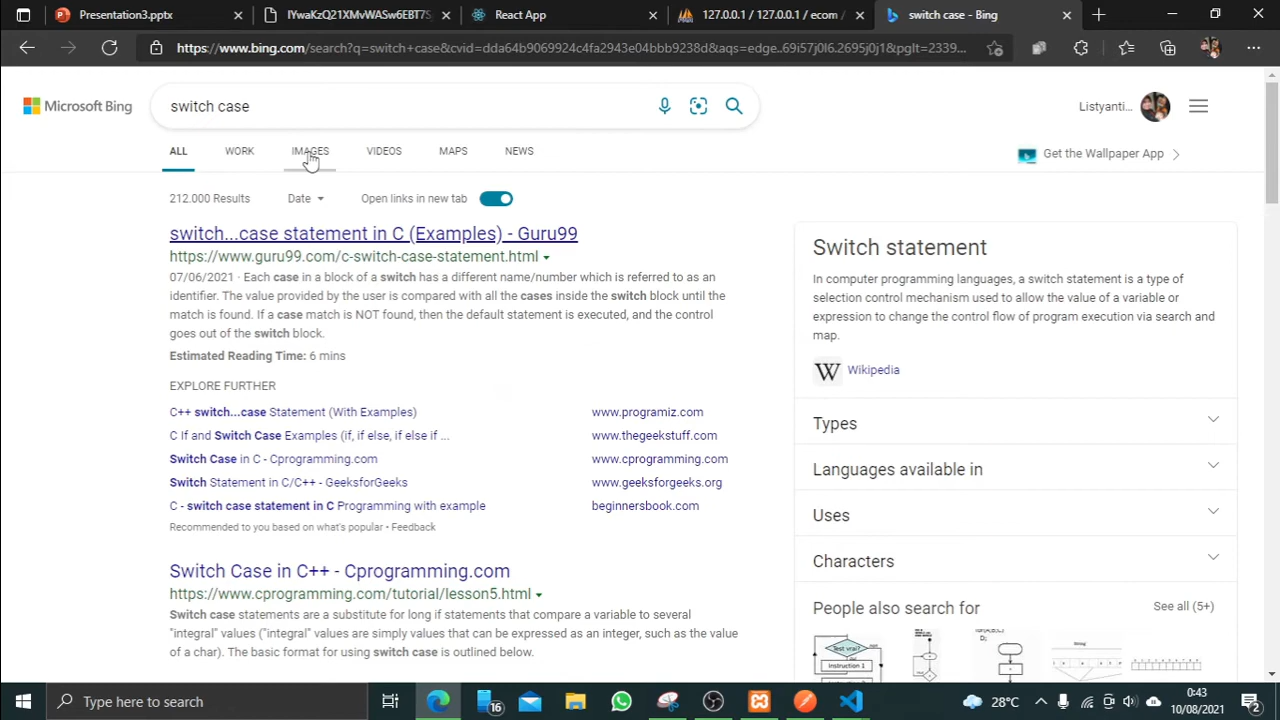 Presentation3.pptx
IYwaKzQ21XMvWASw6EBT7S
React App
127.0.0.1 / 127.0.0.1 / ecom /
switch case - Bing
https://www.bing.com/search?q=switch+case&cvid=dda64b9069924c4fa2943e04bbb9238d&aqs=edge..69i57j0l6.2695j0j1&pglt=2339...
Microsoft Bing
switch case
Listyanti...
ALL
WORK
IMAGES
VIDEOS
MAPS
NEWS
Get the Wallpaper App
212.000 Results
Date
Open links in new tab
switch...case statement in C (Examples) - Guru99
https://www.guru99.com/c-switch-case-statement.html
07/06/2021 · Each case in a block of a switch has a different name/number which is referred to as an
identifier. The value provided by the user is compared with all the cases inside the switch block until the
match is found. If a case match is NOT found, then the default statement is executed, and the control
goes out of the switch block.
Estimated Reading Time: 6 mins
EXPLORE FURTHER
C++ switch...case Statement (With Examples) www.programiz.com
C If and Switch Case Examples (if, if else, if else if ... www.thegeekstuff.com
Switch Case in C - Cprogramming.com www.cprogramming.com
Switch Statement in C/C++ - GeeksforGeeks www.geeksforgeeks.org
C - switch case statement in C Programming with example beginnersbook.com
Recommended to you based on what's popular • Feedback
Switch Case in C++ - Cprogramming.com
https://www.cprogramming.com/tutorial/lesson5.html
Switch case statements are a substitute for long if statements that compare a variable to several
"integral" values ("integral" values are simply values that can be expressed as an integer, such as the value
of a char). The basic format for using switch case is outlined below.
Switch statement
In computer programming languages, a switch statement is a type of
selection control mechanism used to allow the value of a variable or
expression to change the control flow of program execution via search and
map.
W Wikipedia
Types
Languages available in
Uses
Characters
People also search for
See all (5+)
Test vrai?
Instruction 1
String
Type here to search
16
28°C
0:43
10/08/2021
2